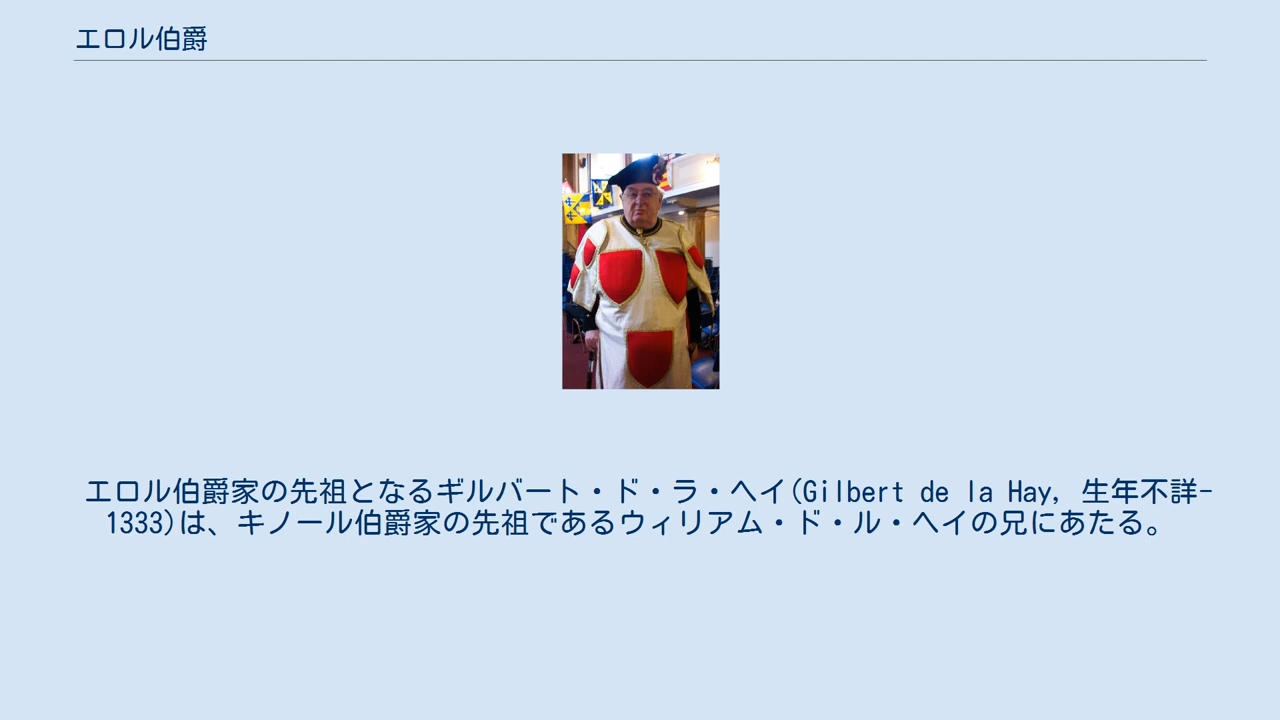 エロル伯爵
エロル伯爵家の先祖となるギルバート・ド・ラ・ヘイ(Gilbert de la Hay, 生年不詳-
1333)は、キノール伯爵家の先祖であるウィリアム・ド・ル・ヘイの兄にあたる。